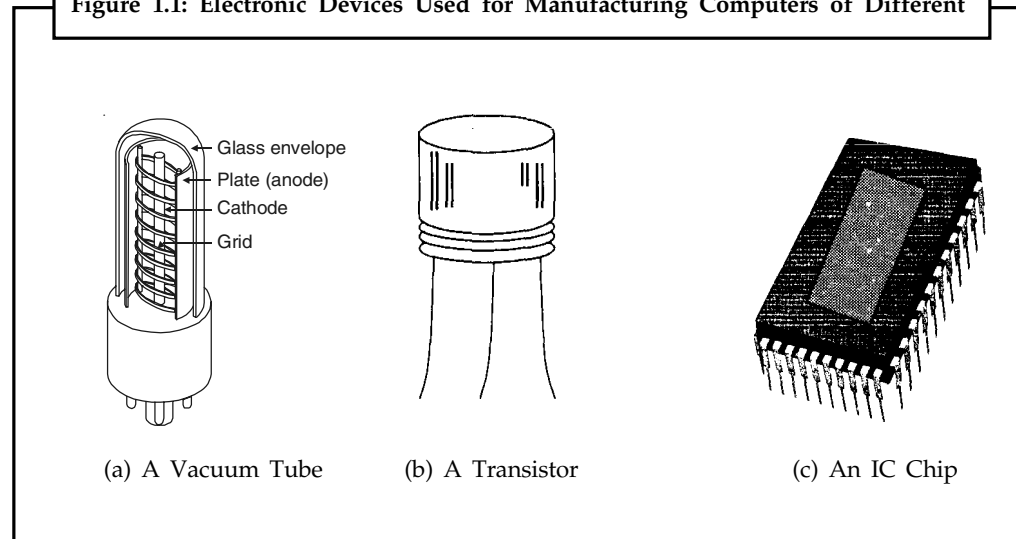 Figure 1.1: Electronic Devices Used for Manufacturing Computers of Different
Glass envelope
Plate (anode)
Cathode
Grid
(a) A Vacuum Tube
(b) A Transistor
(c) An IC Chip